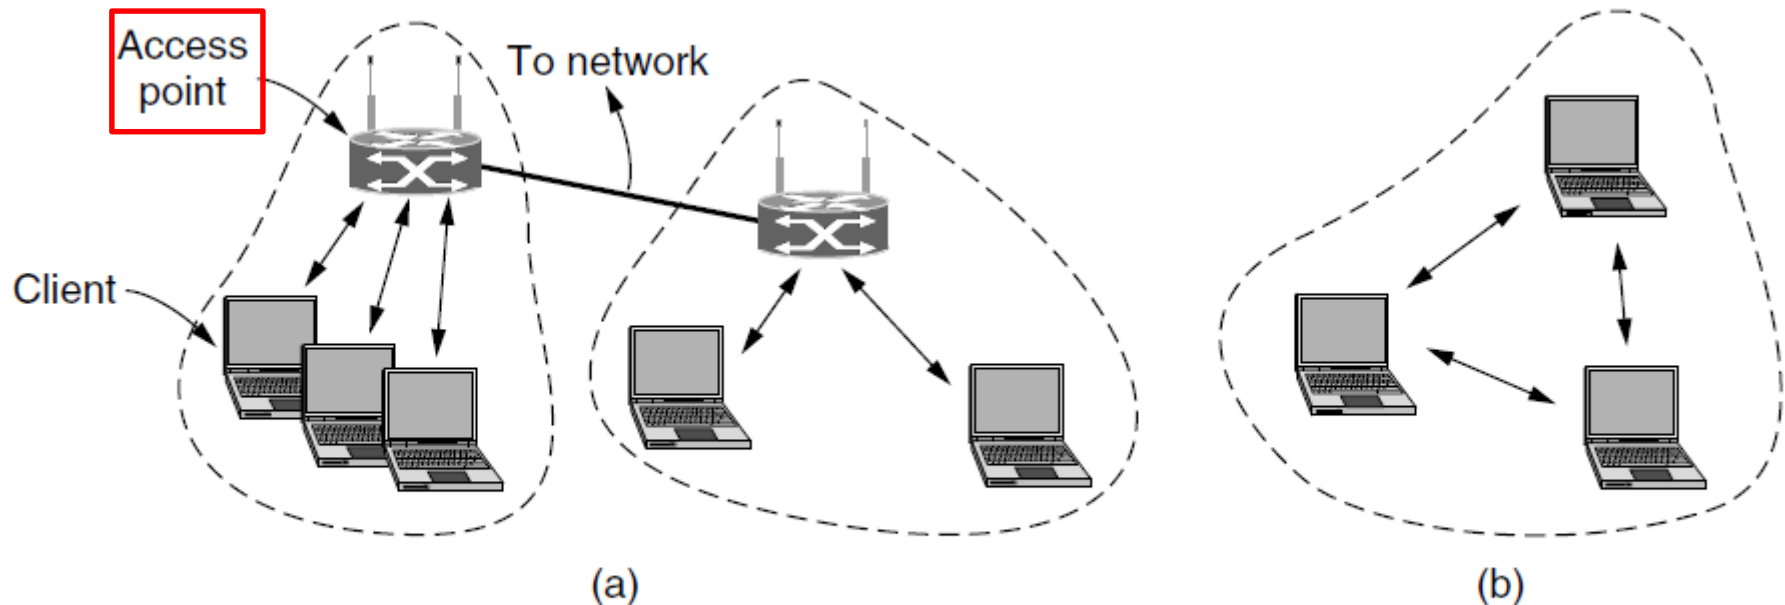 Access
point
To network
Client
(a)
(b)